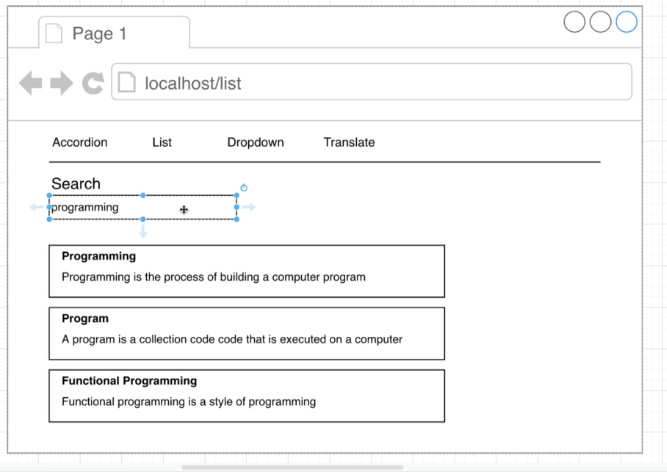 Page 1
localhost/list
Accordion List Dropdown Translate
Search
programming
Programming
Programming is the process of building a computer program
Program
A program is a collection code code that is executed on a computer
Functional Programming
Functional programming is a style of programming